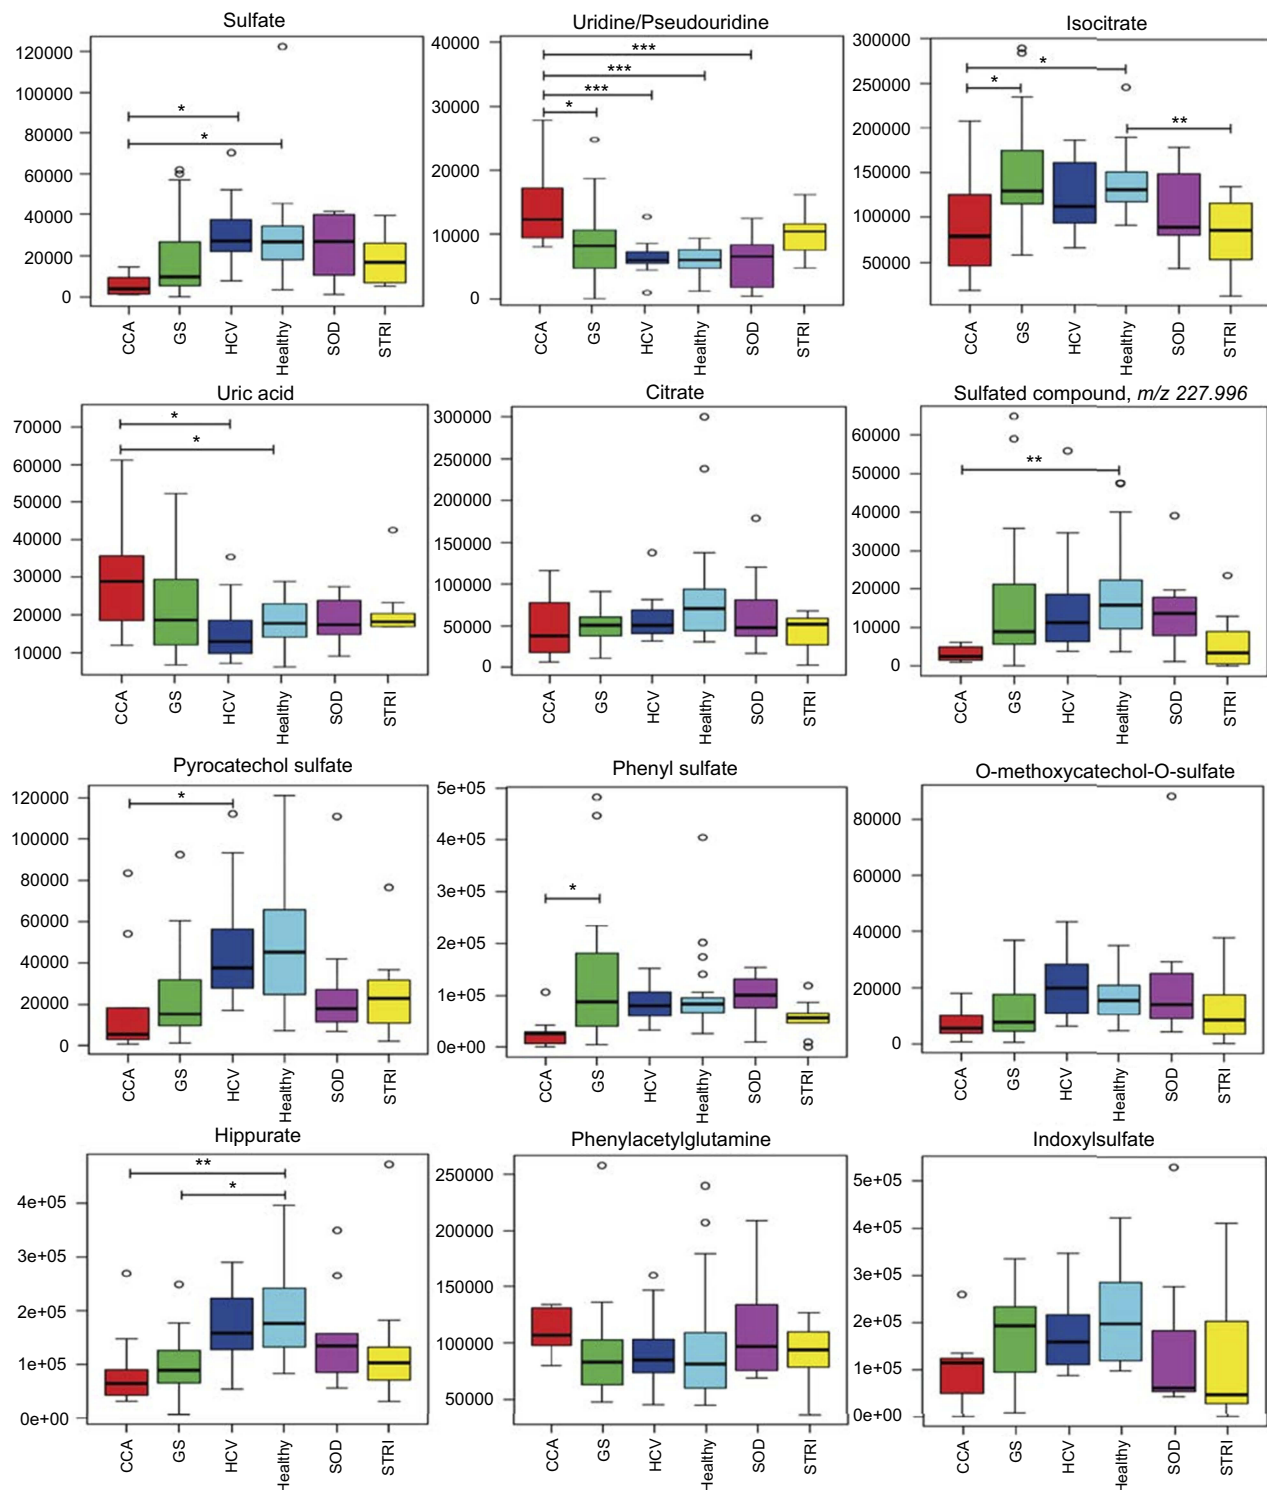 Sulfate
120000
100000
80000
60000
40000
20000
0
*
*
CCA
GS
HCV
Healthy
SOD
STRI
Uridine/Pseudouridine
40000
30000
20000
10000
0
***
***
***
*
CCA
GS
HCV
Healthy
SOD
STRI
Isocitrate
300000
250000
200000
150000
100000
50000
*
*
**
CCA
GS
HCV
Healthy
SOD
STRI
Uric acid
70000
60000
50000
40000
30000
20000
10000
*
*
CCA
GS
HCV
Healthy
SOD
STRI
Citrate
300000
250000
200000
150000
100000
50000
0
CCA
GS
HCV
Healthy
SOD
STRI
Sulfated compound, m/z 227.996
60000
50000
40000
30000
20000
10000
0
**
CCA
GS
HCV
Healthy
SOD
STRI
Pyrocatechol sulfate
120000
100000
80000
60000
40000
20000
0
*
CCA
GS
HCV
Healthy
SOD
STRI
Phenyl sulfate
5e+05
4e+05
3e+05
2e+05
1e+05
0e+00
*
CCA
GS
HCV
Healthy
SOD
STRI
O-methoxycatechol-O-sulfate
80000
60000
40000
20000
0
CCA
GS
HCV
Healthy
SOD
STRI
Hippurate
4e+05
3e+05
2e+05
1e+05
0e+00
**
*
CCA
GS
HCV
Healthy
SOD
STRI
Phenylacetylglutamine
250000
200000
150000
100000
50000
CCA
GS
HCV
Healthy
SOD
STRI
Indoxylsulfate
5e+05
4e+05
3e+05
2e+05
1e+05
0e+00
CCA
GS
HCV
Healthy
SOD
STRI